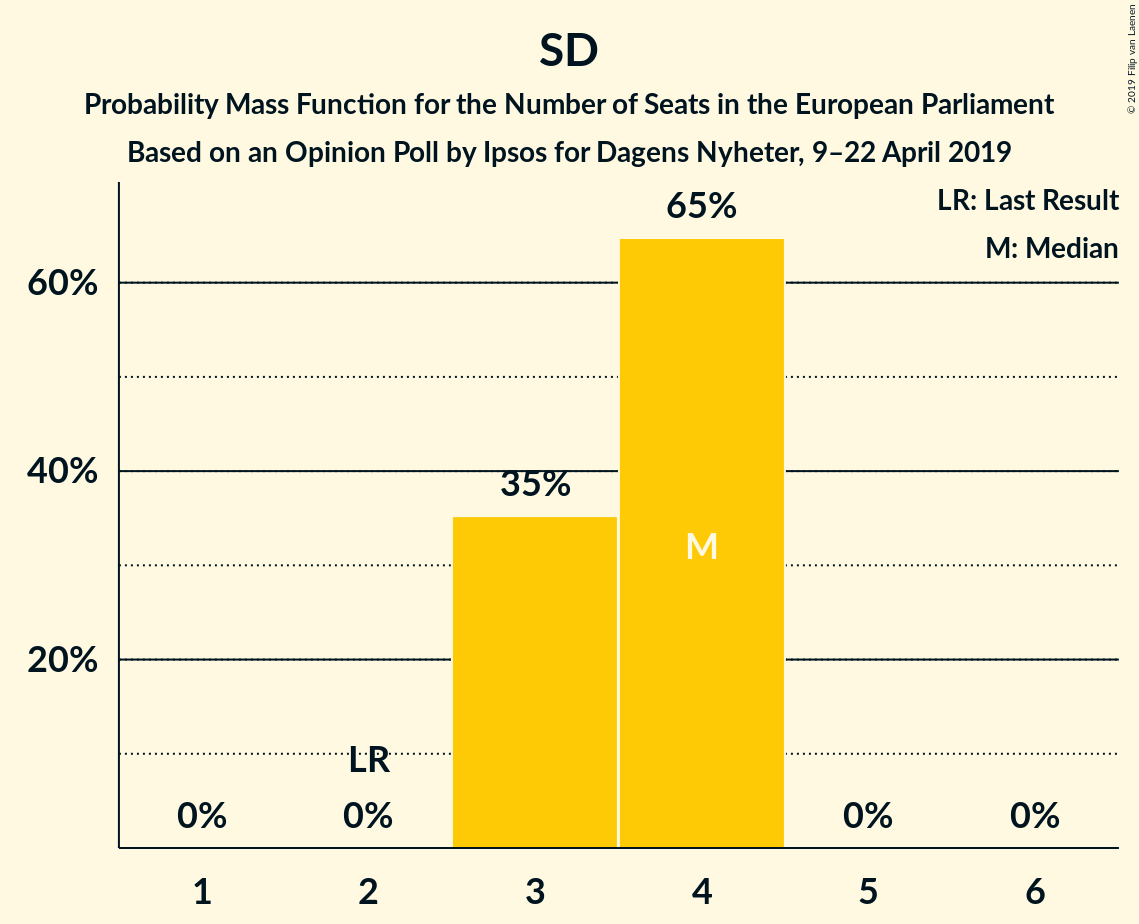 SD
Probability Mass Function for the Number of Seats in the European Parliament
Based on an Opinion Poll by Ipsos for Dagens Nyheter, 9–22 April 2019
© 2019 Filip van Laenen
LR: Last Result
M: Median
65%
60%
40%
35%
M
20%
LR
0% 0% 0% 0%
1 2 3 4 5 6